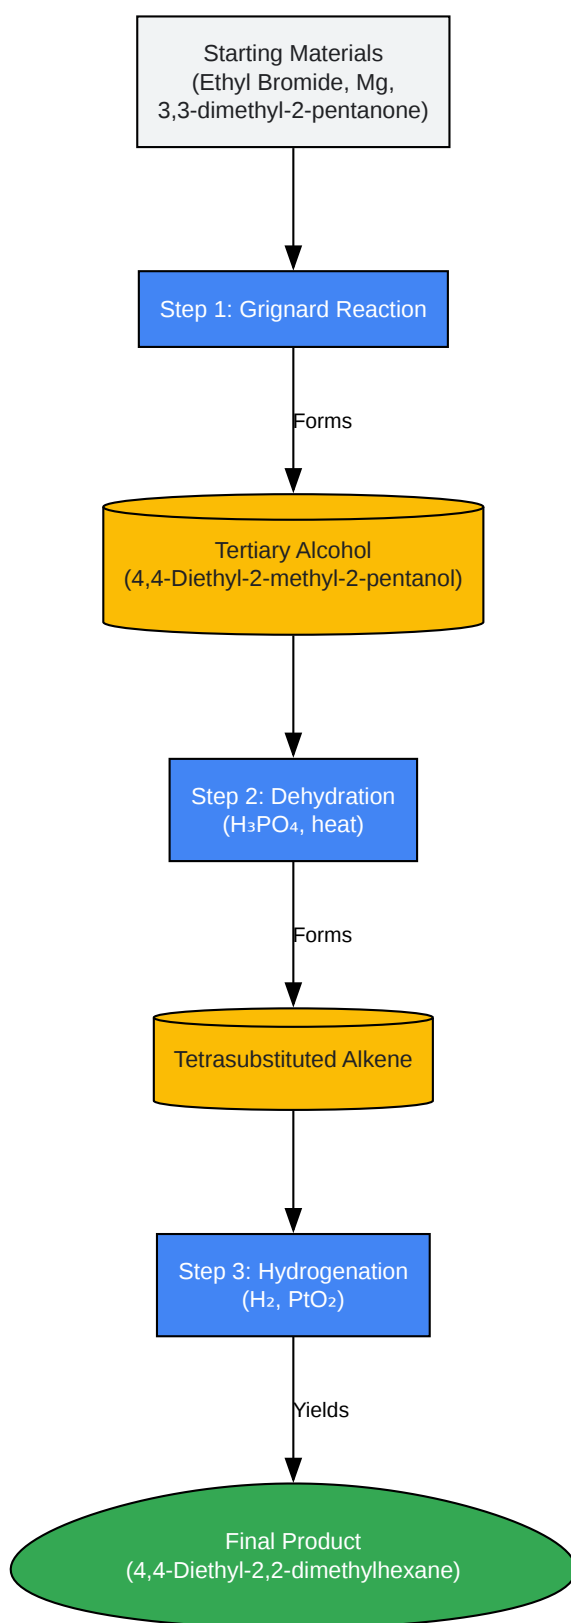 Starting Materials
(Ethyl Bromide, Mg,
3,3-dimethyl-2-pentanone)
Step 1: Grignard Reaction
Forms
Tertiary Alcohol
(4,4-Diethyl-2-methyl-2-pentanol)
Step 2: Dehydration
(H₃PO₄, heat)
Forms
Tetrasubstituted Alkene
Step 3: Hydrogenation
(H₂, PtO₂)
Yields
Final Product
(4,4-Diethyl-2,2-dimethylhexane)